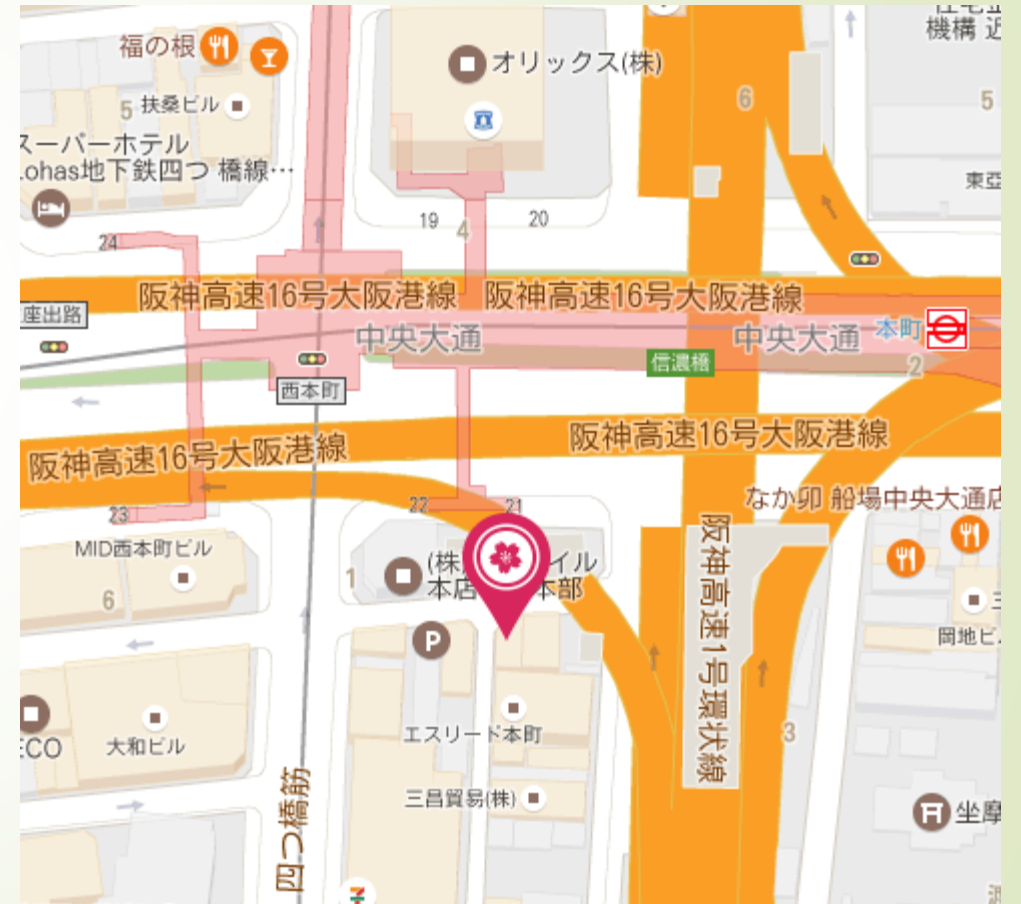 福の根
オリックス(株)
機構 近
6
5
扶桑ビル
5
スーパーホテル
Lohas地下鉄四つ 橋線…
東亞
19
4
20
24
阪神高速16号大阪港線
阪神高速16号大阪港線
座出路
中央大通
中央大通
本町
信濃橋
2
西本町
阪神高速16号大阪港線
阪神高速16号大阪港線
なか卯 船場中央大通店
22
21
23
MID西本町ビル
(株)
イル
本店
本部
1
6
阪神高速1号環状線
P
岡地ビ
エスリード本町
3
ECO
大和ビル
四つ橋筋
三昌貿易(株)
坐摩